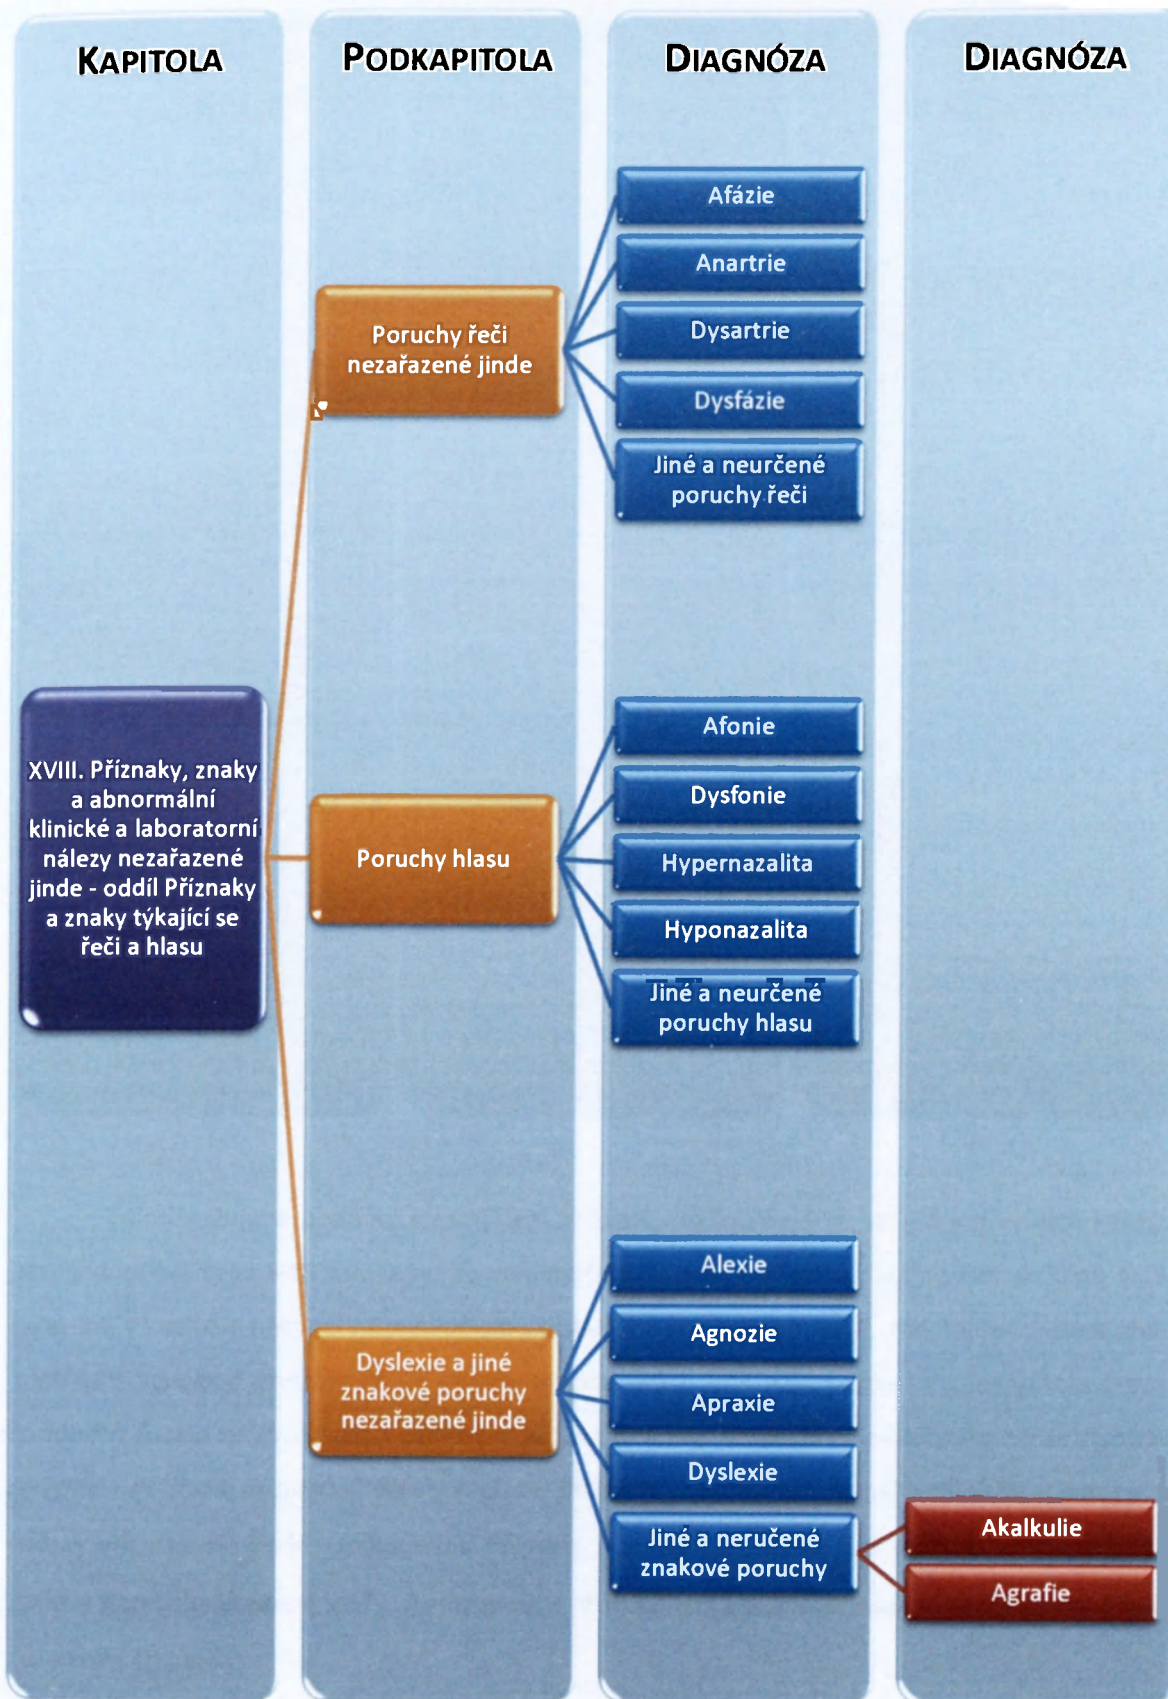 KAPITOLA
PODKAPITOLA
DIAGNÓZA
DIAGNÓZA
XVIII. Příznaky, znaky
a abnormální
klinické a laboratorní
nálezy nezařazené
jinde - oddíl Příznaky
a znaky týkající se
řeči a hlasu
Poruchy řeči
nezařazené jinde
Afázie
Anartrie
Dysartrie
Dysfázie
Jiné a neurčené
poruchy řeči
Poruchy hlasu
Afonie
Dysfonie
Hypernazalita
Hyponazalita
Jiné a neurčené
poruchy hlasu
Dyslexie a jiné
znakové poruchy
nezařazené jinde
Alexie
Agnozie
Apraxie
Dyslexie
Jiné a neručené
znakové poruchy
Akalkulie
Agrafie